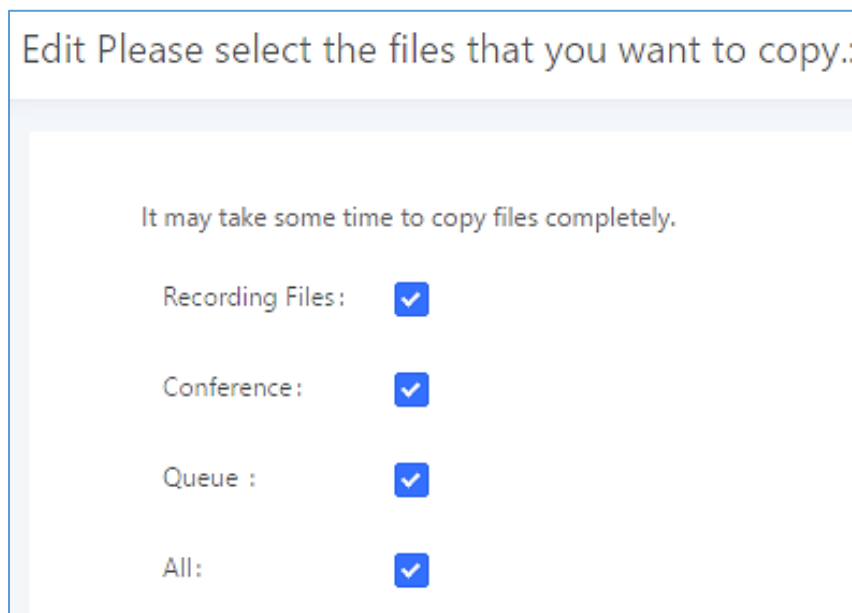 Edit Please select the files that you want to copy.:
It may take some time to copy files completely.
Recording Files:
Conference:
Queue :
All: